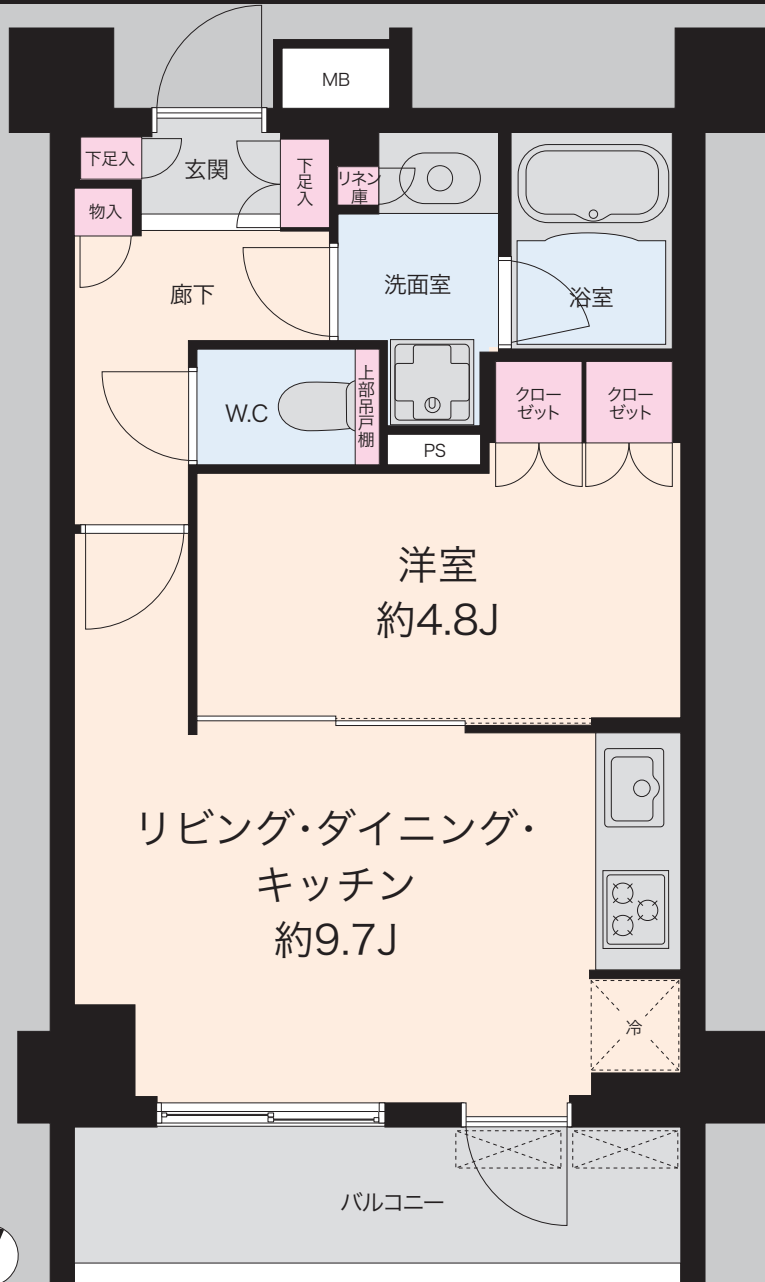 MB
下足入
玄関
下足入
リネン
庫
物入
廊下
洗面室
浴室
W.C
上部吊戸棚
クロー
ゼット
クロー
ゼット
PS
洋室
約4.8J
リビング・ダイニング・
キッチン
約9.7J
冷
バルコニー